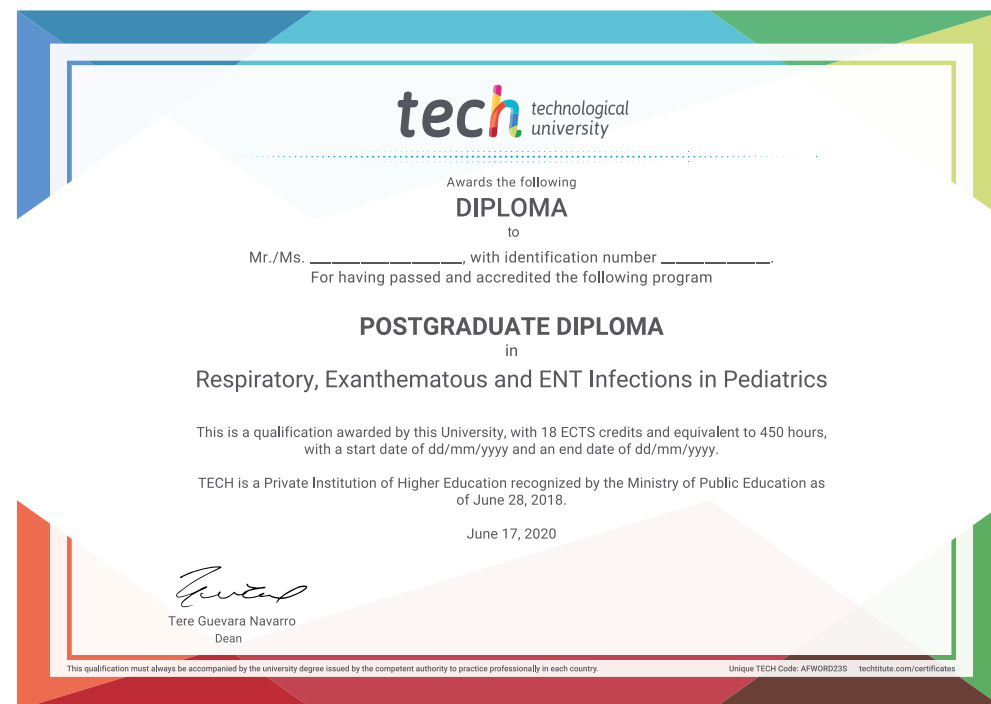 tech technological
university
Awards the following
DIPLOMA
to
Mr./Ms. ____________________, with identification number ______________.
For having passed and accredited the following program
POSTGRADUATE DIPLOMA
in
Respiratory, Exanthematous and ENT Infections in Pediatrics
This is a qualification awarded by this University, with 18 ECTS credits and equivalent to 450 hours,
with a start date of dd/mm/yyyy and an end date of dd/mm/yyyy.
TECH is a Private Institution of Higher Education recognized by the Ministry of Public Education as
of June 28, 2018.
June 17, 2020
Tere Guevara Navarro
Dean
This qualification must always be accompanied by the university degree issued by the competent authority to practice professionally in each country.
Unique TECH Code: AFWORD23S techtitute.com/certificates